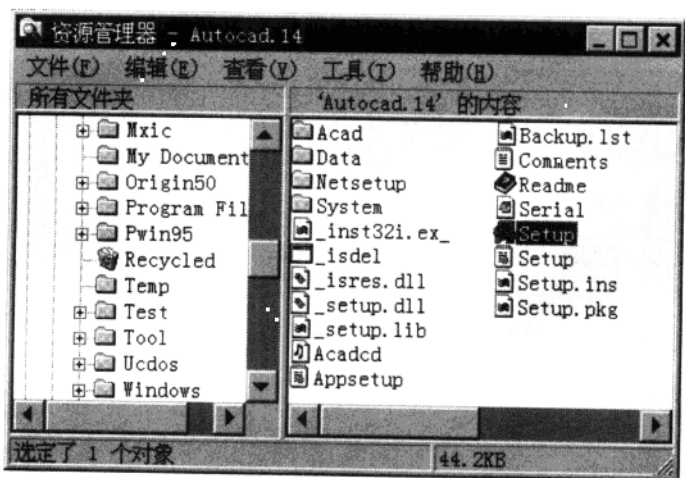 资源管理器 - Autocad.14
文件(F) 编辑(E) 查看(V) 工具(T) 帮助(H)
所有文件夹
'Autocad.14' 的内容
Mxic
My Document
Origin50
Program Fil
Pwin95
Recycled
Temp
Test
Tool
Ucdos
Windows
Acad
Data
Netsetup
System
_inst32i.ex_
_isdel
_isres.dll
_setup.dll
_setup.lib
Acadcd
Appsetup
Backup.lst
Comments
Readme
Serial
Setup
Setup
Setup.ins
Setup.pkg
选定了 1 个对象
44.2KB